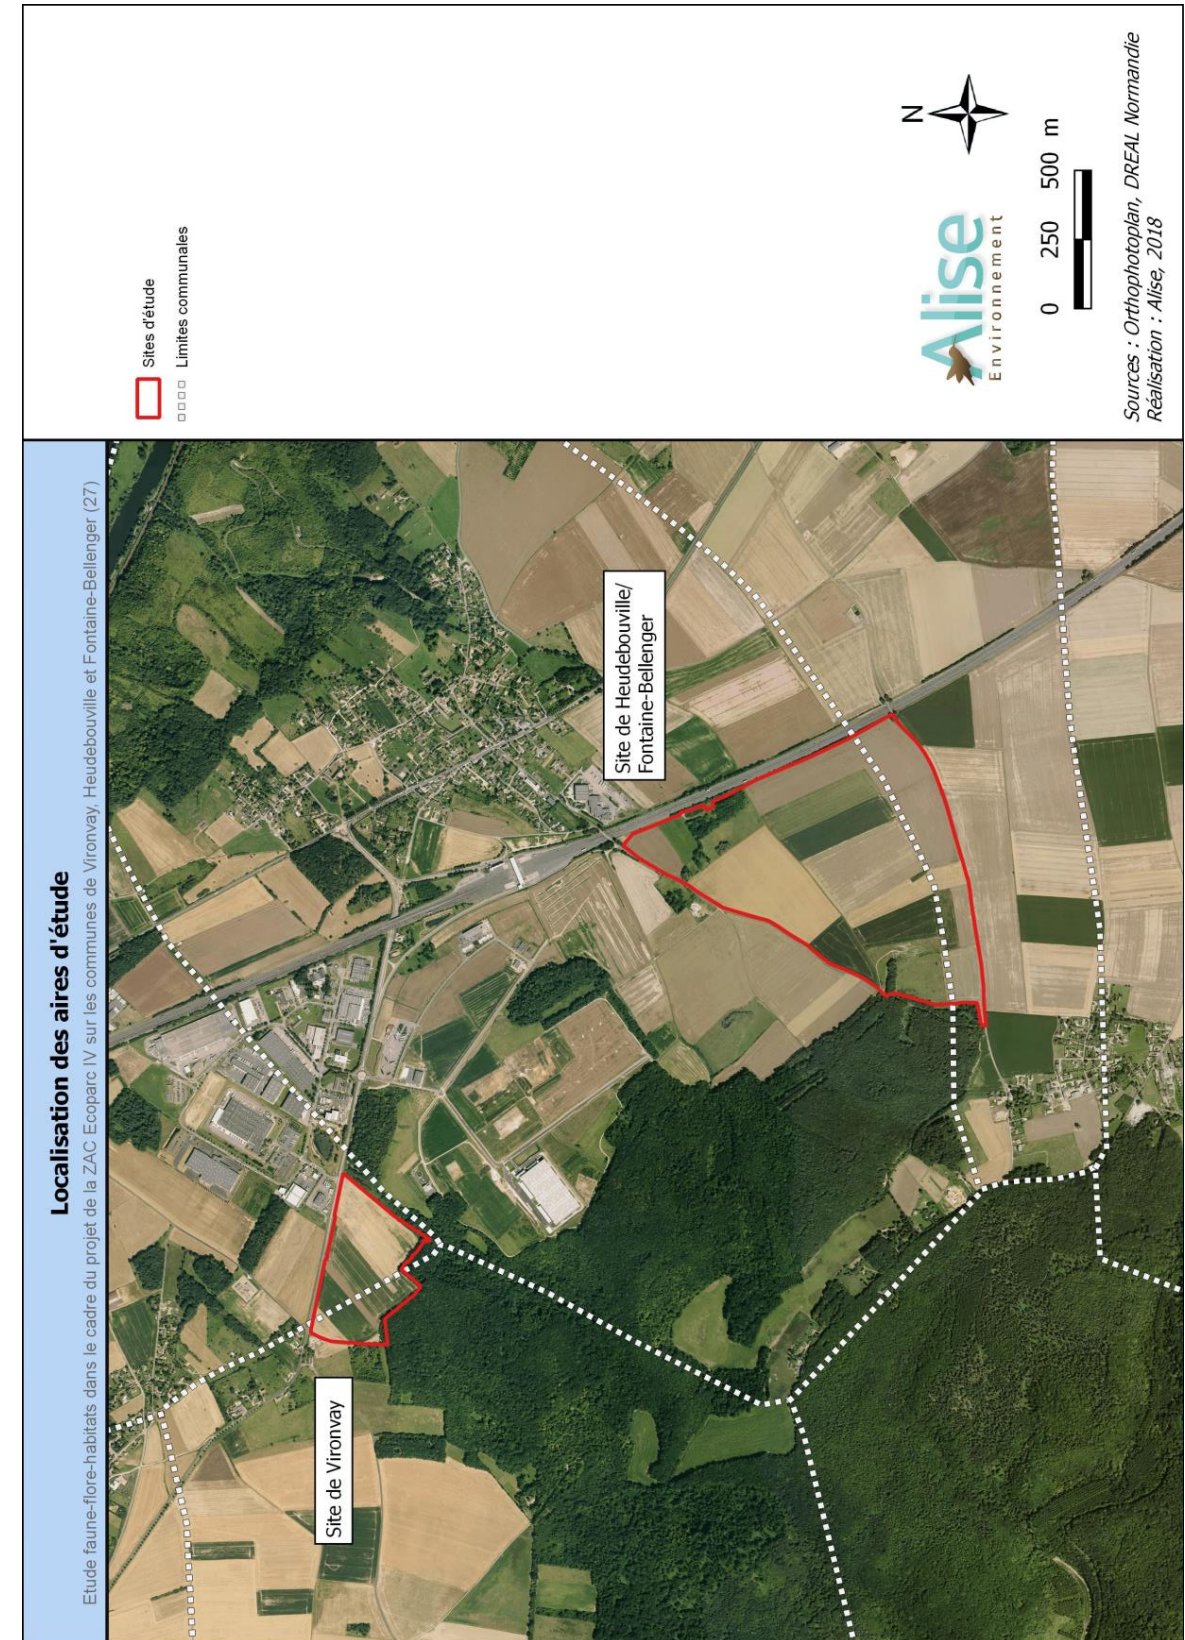 Localisation des aires d'étude
Etude faune-flore-habitats dans le cadre du projet de la ZAC Ecoparc IV sur les communes de Vironvay, Heudebouville et Fontaine-Bellenger (27)
Site de Vironvay
Site de Heudebouville/
Fontaine-Bellenger
Sites d'étude
Limites communales
Alise
Environnement
N
0 250 500 m
Sources : Orthophotoplan, DREAL Normandie
Réalisation : Alise, 2018